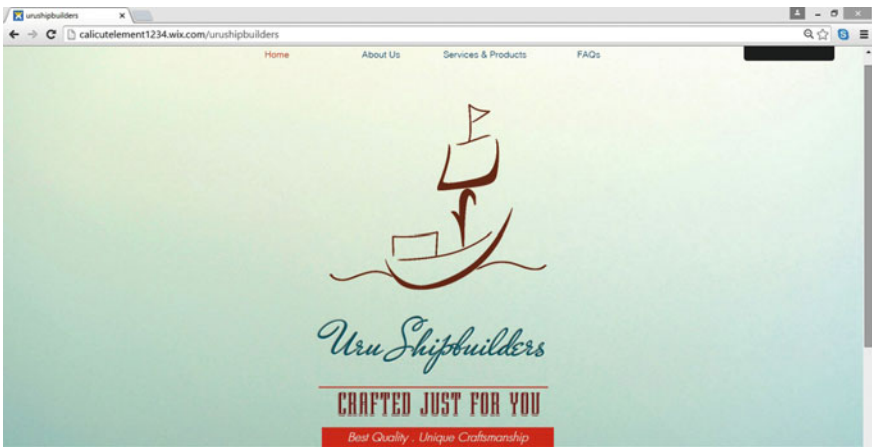 urushipbuilders
calicutelement1234.wix.com/urushipbuilders
Home About Us Services & Products FAQs
Uru Shipbuilders
CRAFTED JUST FOR YOU
Best Quality . Unique Craftsmanship